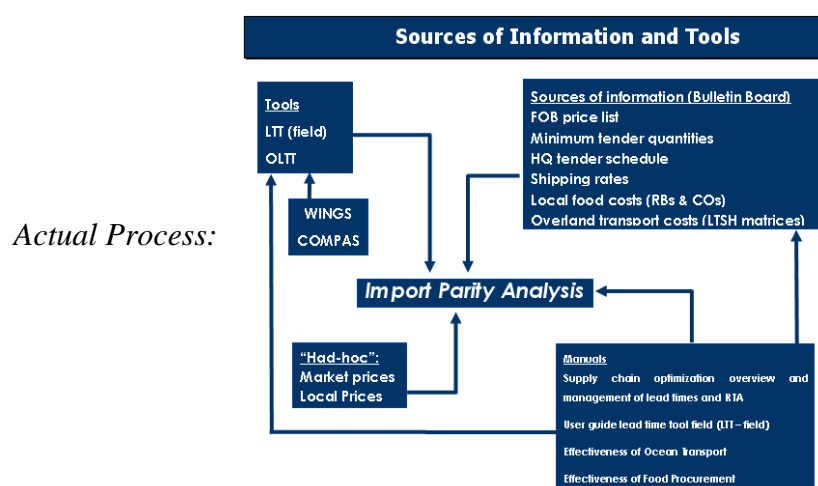 Sources of Information and Tools
Tools
LTT (field)
OLTT
WINGS
COMPAS
Sources of information (Bulletin Board)
FOB price list
Minimum tender quantities
HQ tender schedule
Shipping rates
Local food costs (RBs & COs)
Overland transport costs (LTSH matrices)
Actual Process:
Import Parity Analysis
“Had-hoc”:
Market prices
Local Prices
Manuals
Supply chain optimization overview and
management of lead times and RTA
User guide lead time tool field (LTT – field)
Effectiveness of Ocean Transport
Effectiveness of Food Procurement